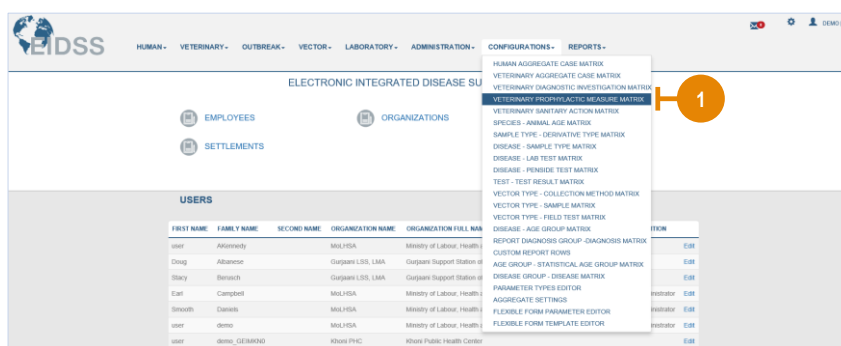 EIDSS
HUMAN VETERINARY OUTBREAK VECTOR LABORATORY ADMINISTRATION CONFIGURATIONS REPORTS
DEMO
HUMAN AGGREGATE CASE MATRIX
VETERINARY AGGREGATE CASE MATRIX
VETERINARY DIAGNOSTIC INVESTIGATION MATRIX
VETERINARY PROPHYLACTIC MEASURE MATRIX
1
VETERINARY SANITARY ACTION MATRIX
SPECIES - ANIMAL AGE MATRIX
SAMPLE TYPE - DERIVATIVE TYPE MATRIX
DISEASE - SAMPLE TYPE MATRIX
DISEASE - LAB TEST MATRIX
DISEASE - PENSIDE TEST MATRIX
TEST - TEST RESULT MATRIX
VECTOR TYPE - COLLECTION METHOD MATRIX
VECTOR TYPE - SAMPLE MATRIX
VECTOR TYPE - FIELD TEST MATRIX
DISEASE - AGE GROUP MATRIX
REPORT DIAGNOSIS GROUP -DIAGNOSIS MATRIX
CUSTOM REPORT ROWS
AGE GROUP - STATISTICAL AGE GROUP MATRIX
DISEASE GROUP - DISEASE MATRIX
PARAMETER TYPES EDITOR
AGGREGATE SETTINGS
FLEXIBLE FORM PARAMETER EDITOR
FLEXIBLE FORM TEMPLATE EDITOR
ELECTRONIC INTEGRATED DISEASE SU
EMPLOYEES ORGANIZATIONS
SETTLEMENTS
USERS
FIRST NAME FAMILY NAME SECOND NAME ORGANIZATION NAME ORGANIZATION FULL NAM ITION
user AKennedy MoLHSA Ministry of Labour, Health a Edit
Doug Albanese Gurjaani LSS, LMA Gurjaani Support Station of Edit
Stacy Gurjaani LSS, LMA Gurjaani Support Station of Edit
Earl Campbell MoLHSA Ministry of Labour, Health a ministrator Edit
Smooth Daniels MoLHSA Ministry of Labour, Health a ministrator Edit
user demo MoLHSA Ministry of Labour, Health a ministrator Edit
user Khoni PHC Khoni Public Health Center Edit